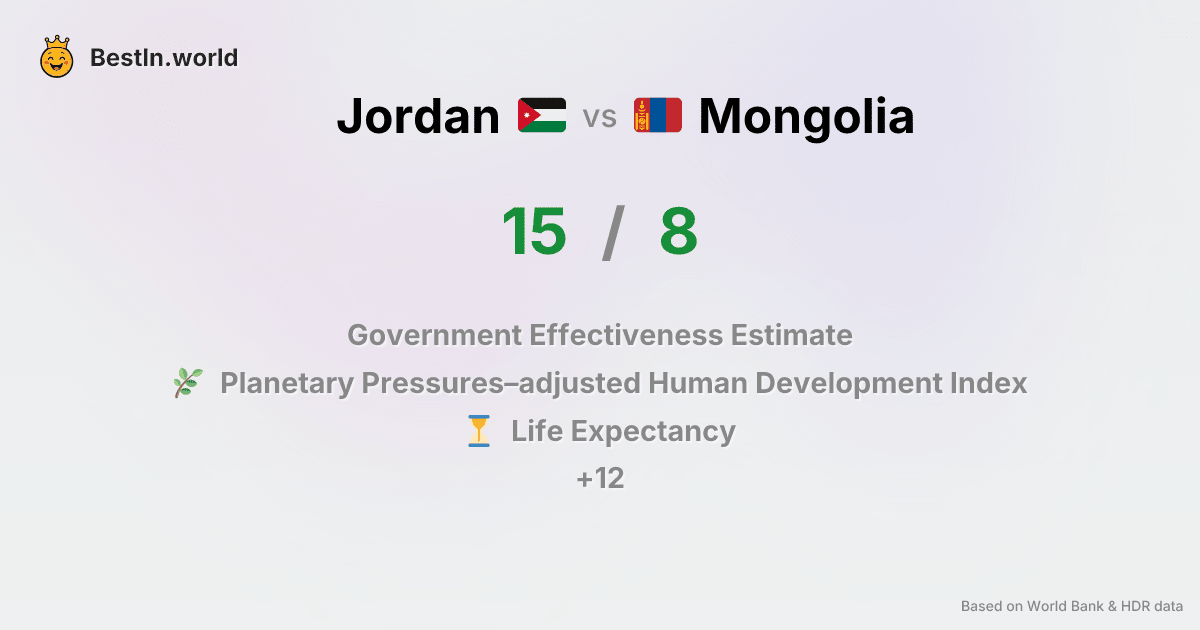 BestIn.world
Jordan vs Mongolia
15 / 8
Government Effectiveness Estimate
Planetary Pressures–adjusted Human Development Index
Life Expectancy
+12
Based on World Bank & HDR data